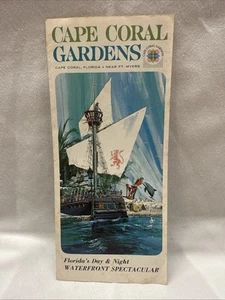 CAPE CORAL
GARDENS
CAPE CORAL, FLORIDA • NEAR FT. MYERS
Florida's Day & Night
WATERFRONT SPECTACULAR